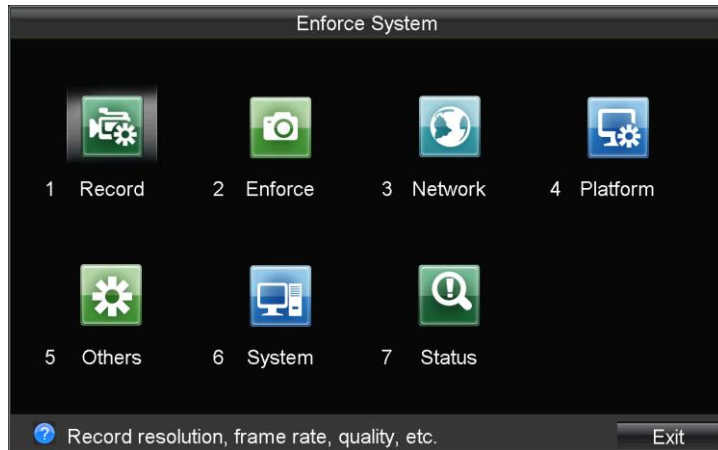 Enforce System
1 Record 2 Enforce 3 Network 4 Platform
5 Others 6 System 7 Status
Record resolution, frame rate, quality, etc. Exit